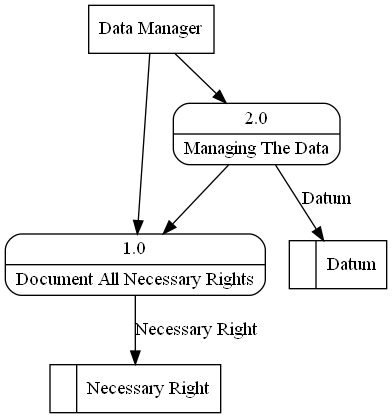 Data Manager
2.0
Managing The Data
Datum
1.0
Document All Necessary Rights
Datum
Necessary Right
Necessary Right